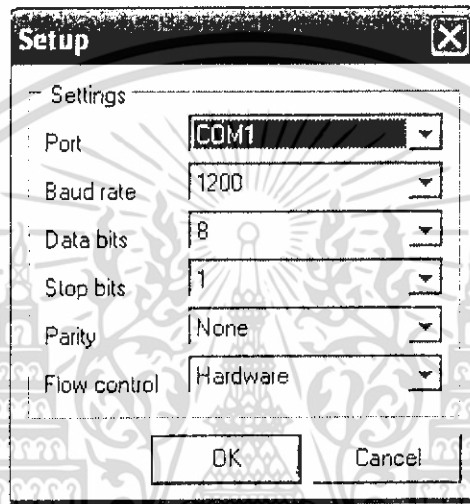 Setup
Settings
Port COM1
Baud rate 1200
Data bits 8
Stop bits 1
Parity None
Flow control Hardware
OK Cancel